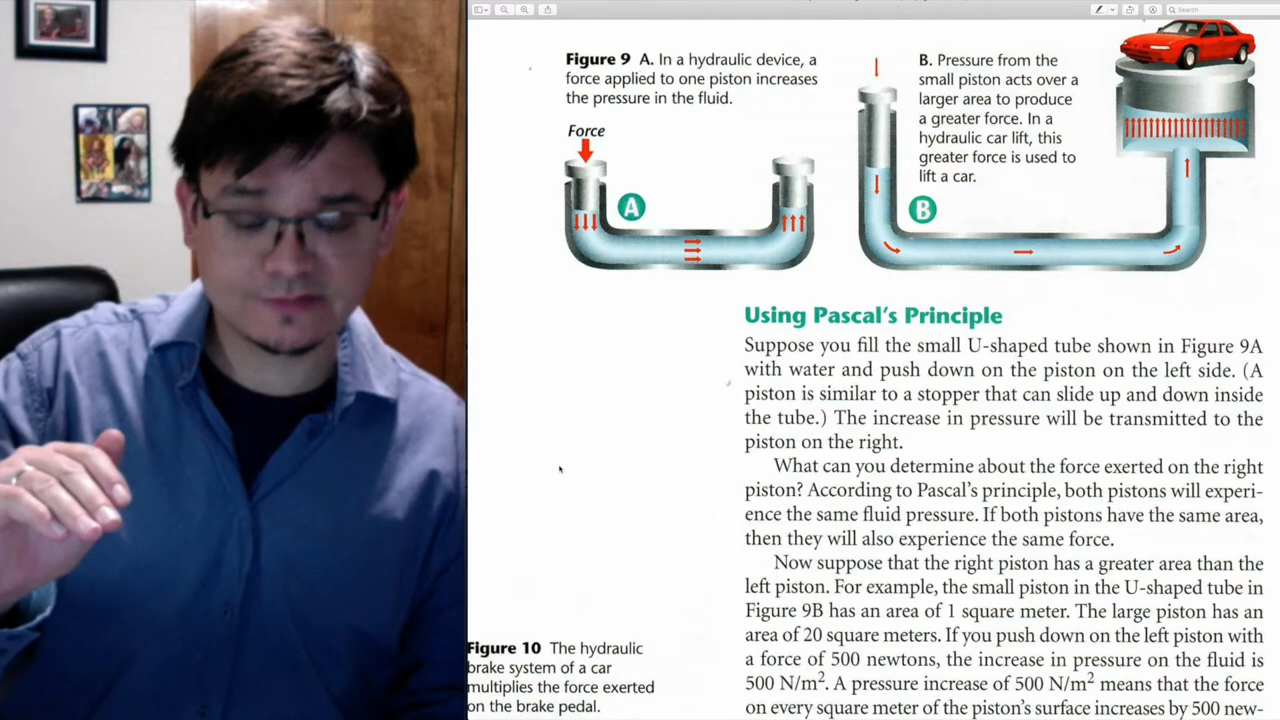 Search
Figure 9 A. In a hydraulic device, a
force applied to one piston increases
the pressure in the fluid.
Force
A
B. Pressure from the
small piston acts over a
larger area to produce
a greater force. In a
hydraulic car lift, this
greater force is used to
lift a car.
B
Using Pascal's Principle
Suppose you fill the small U-shaped tube shown in Figure 9A
with water and push down on the piston on the left side. (A
piston is similar to a stopper that can slide up and down inside
the tube.) The increase in pressure will be transmitted to the
piston on the right.
What can you determine about the force exerted on the right
piston? According to Pascal's principle, both pistons will experi-
ence the same fluid pressure. If both pistons have the same area,
then they will also experience the same force.
Now suppose that the right piston has a greater area than the
left piston. For example, the small piston in the U-shaped tube in
Figure 9B has an area of 1 square meter. The large piston has an
area of 20 square meters. If you push down on the left piston with
a force of 500 newtons, the increase in pressure on the fluid is
500 N/m². A pressure increase of 500 N/m² means that the force
on every square meter of the piston's surface increases by 500 new-
Figure 10 The hydraulic
brake system of a car
multiplies the force exerted
on the brake pedal.